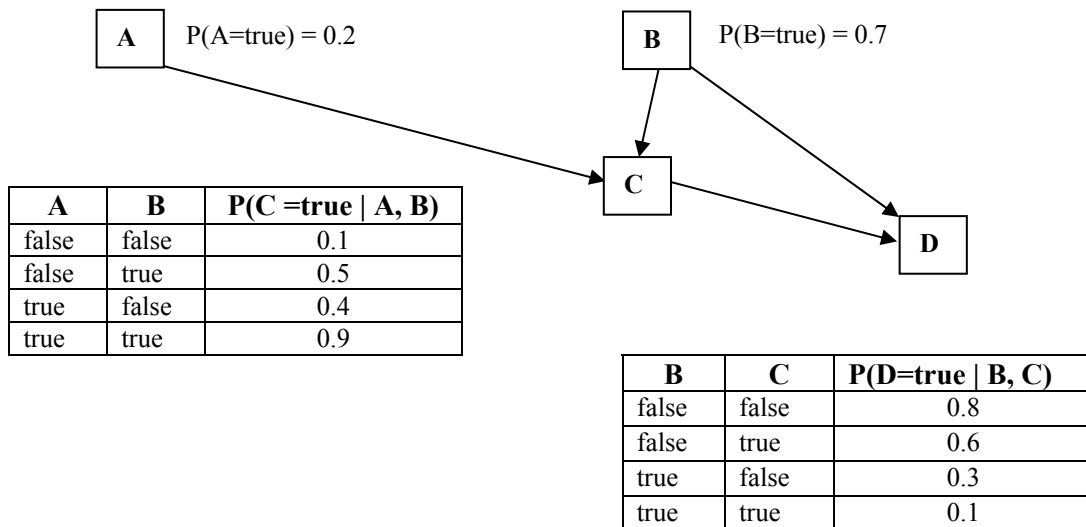 A P(A=true) = 0.2
B P(B=true) = 0.7
C
D
A B P(C =true | A, B)
false false 0.1
false true 0.5
true false 0.4
true true 0.9
B C P(D=true | B, C)
false false 0.8
false true 0.6
true false 0.3
true true 0.1